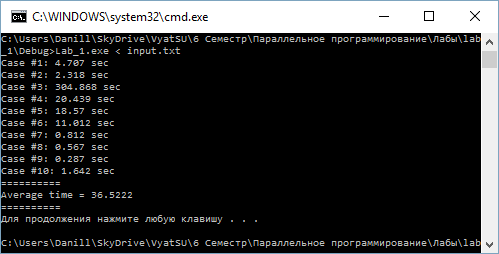 C:\WINDOWS\system32\cmd.exe
C:\Users\Danill\SkyDrive\VyatSU\6 Семестр\Параллельное программирование\Лабы\lab
_1\Debug>Lab_1.exe < input.txt
Case #1: 4.707 sec
Case #2: 2.318 sec
Case #3: 304.868 sec
Case #4: 20.439 sec
Case #5: 18.57 sec
Case #6: 11.012 sec
Case #7: 0.812 sec
Case #8: 0.567 sec
Case #9: 0.287 sec
Case #10: 1.642 sec
==========
Average time = 36.5222
==========
Для продолжения нажмите любую клавишу . . .
C:\Users\Danill\SkyDrive\VyatSU\6 Семестр\Параллельное программирование\Лабы\lab